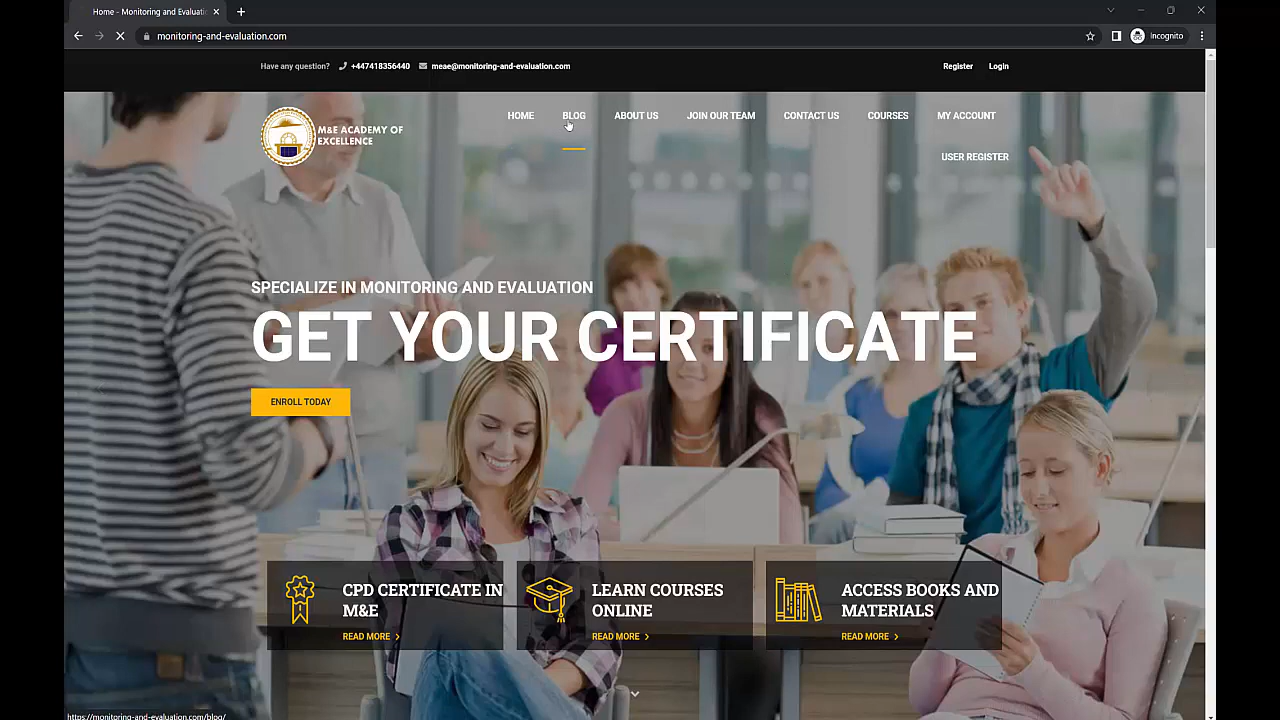 Home - Monitoring and Evaluati
monitoring-and-evaluation.com
Incognito
Have any question? +447418356440 meae@monitoring-and-evaluation.com
Register Login
M&E ACADEMY OF
EXCELLENCE
HOME BLOG ABOUT US JOIN OUR TEAM CONTACT US COURSES MY ACCOUNT
USER REGISTER
SPECIALIZE IN MONITORING AND EVALUATION
GET YOUR CERTIFICATE
ENROLL TODAY
CPD CERTIFICATE IN
M&E
READ MORE
LEARN COURSES
ONLINE
READ MORE
ACCESS BOOKS AND
MATERIALS
READ MORE
https://monitoring-and-evaluation.com/blog/